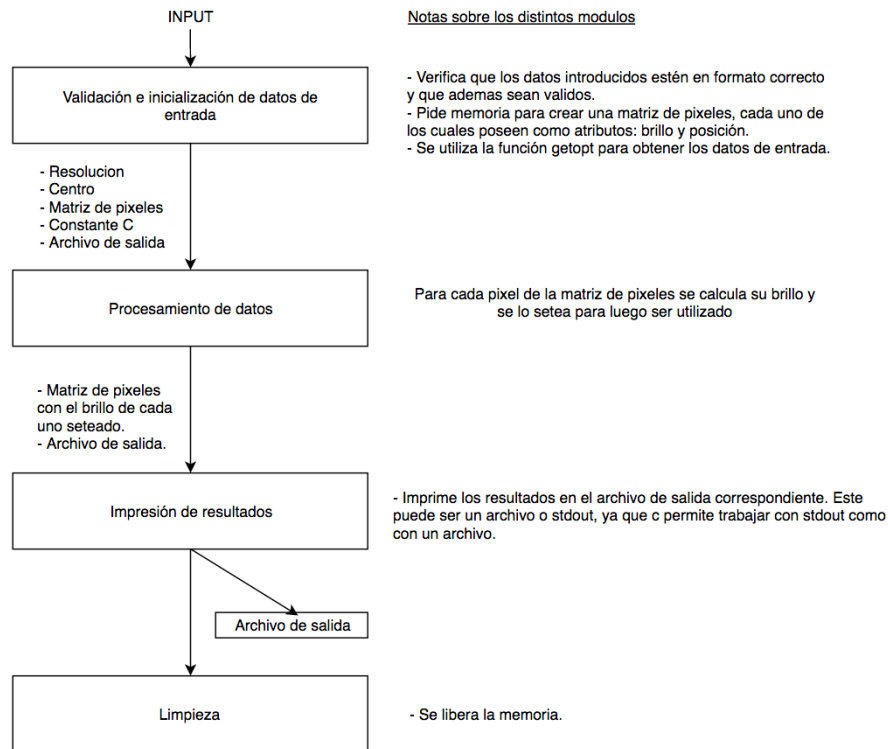 INPUT
Notas sobre los distintos modulos
Validación e inicialización de datos de
entrada
- Verifica que los datos introducidos estén en formato correcto
y que ademas sean validos.
- Pide memoria para crear una matriz de pixeles, cada uno de
los cuales poseen como atributos: brillo y posición.
- Se utiliza la función getopt para obtener los datos de entrada.
- Resolucion
- Centro
- Matriz de pixeles
- Constante C
- Archivo de salida
Procesamiento de datos
Para cada pixel de la matriz de pixeles se calcula su brillo y
se lo setea para luego ser utilizado
- Matriz de pixeles
con el brillo de cada
uno seteado.
- Archivo de salida.
Impresión de resultados
- Imprime los resultados en el archivo de salida correspondiente. Este
puede ser un archivo o stdout, ya que c permite trabajar con stdout como
con un archivo.
Archivo de salida
Limpieza
- Se libera la memoria.